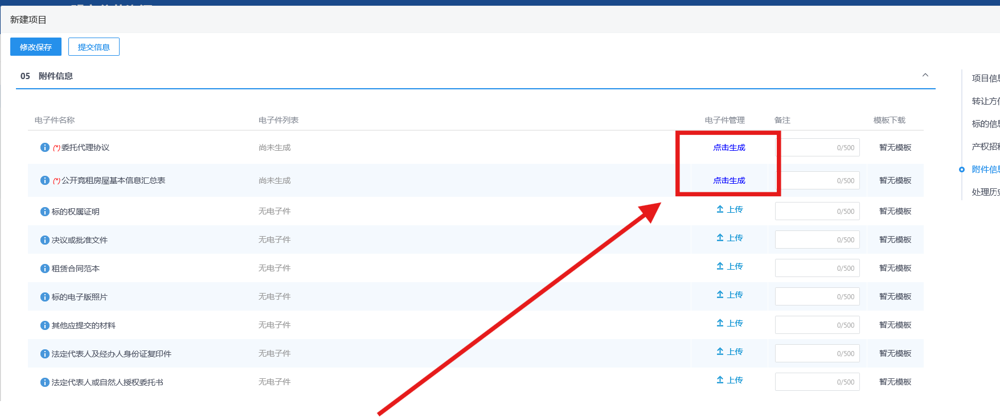 新建项目
修改保存 提交信息
05 附件信息
电子件名称 电子件列表 电子件管理 备注 模板下载
(*)委托代理协议 尚未生成 点击生成 0/500 暂无模板
(*)公开竞租房屋基本信息汇总表 尚未生成 点击生成 0/500 暂无模板
标的权属证明 无电子件 上传 0/500 暂无模板
决议或批准文件 无电子件 上传 0/500 暂无模板
租赁合同范本 无电子件 上传 0/500 暂无模板
标的电子版照片 无电子件 上传 0/500 暂无模板
其他应提交的材料 无电子件 上传 0/500 暂无模板
法定代表人及经办人身份证复印件 无电子件 上传 0/500 暂无模板
法定代表人或自然人授权委托书 无电子件 上传 0/500 暂无模板
项目信息
转让方信
标的信息
产权招租
附件信息
处理历史